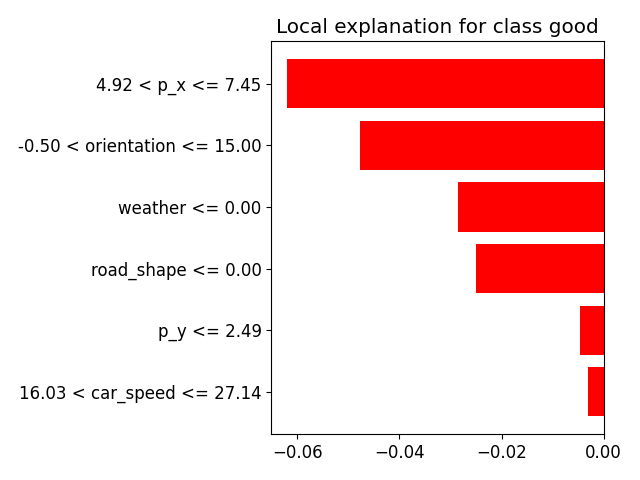 Local explanation for class good
4.92 < p_x <= 7.45
-0.50 < orientation <= 15.00
weather <= 0.00
road_shape <= 0.00
p_y <= 2.49
16.03 < car_speed <= 27.14
−0.06 −0.04 −0.02 0.00